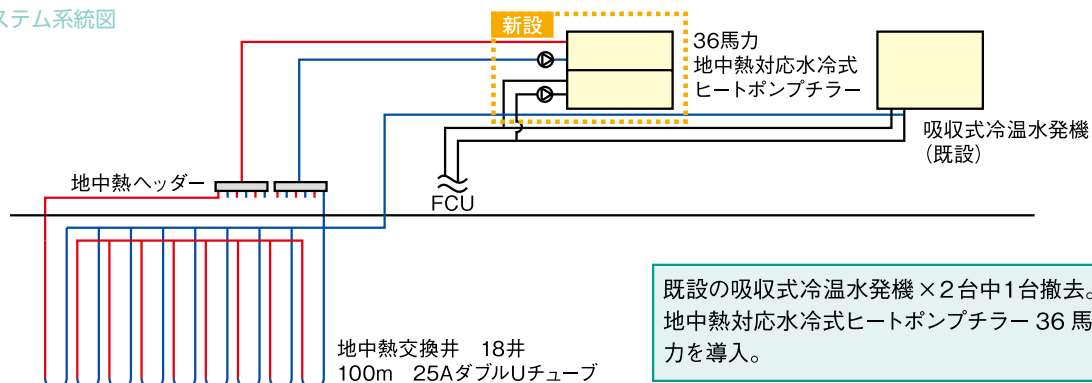 ステム系統図
新設
36馬力
地中熱対応水冷式
ヒートポンプチラー
吸収式冷温水発機
(既設)
地中熱ヘッダー
FCU
地中熱交換井 18井
100m 25AダブルUチューブ
既設の吸収式冷温水発機×2台中1台撤去。
地中熱対応水冷式ヒートポンプチラー 36 馬
力を導入。